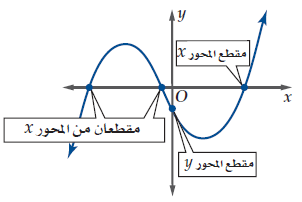 y
مقطع المحور x
x
O
مقطعان من المحور x
مقطع المحور y